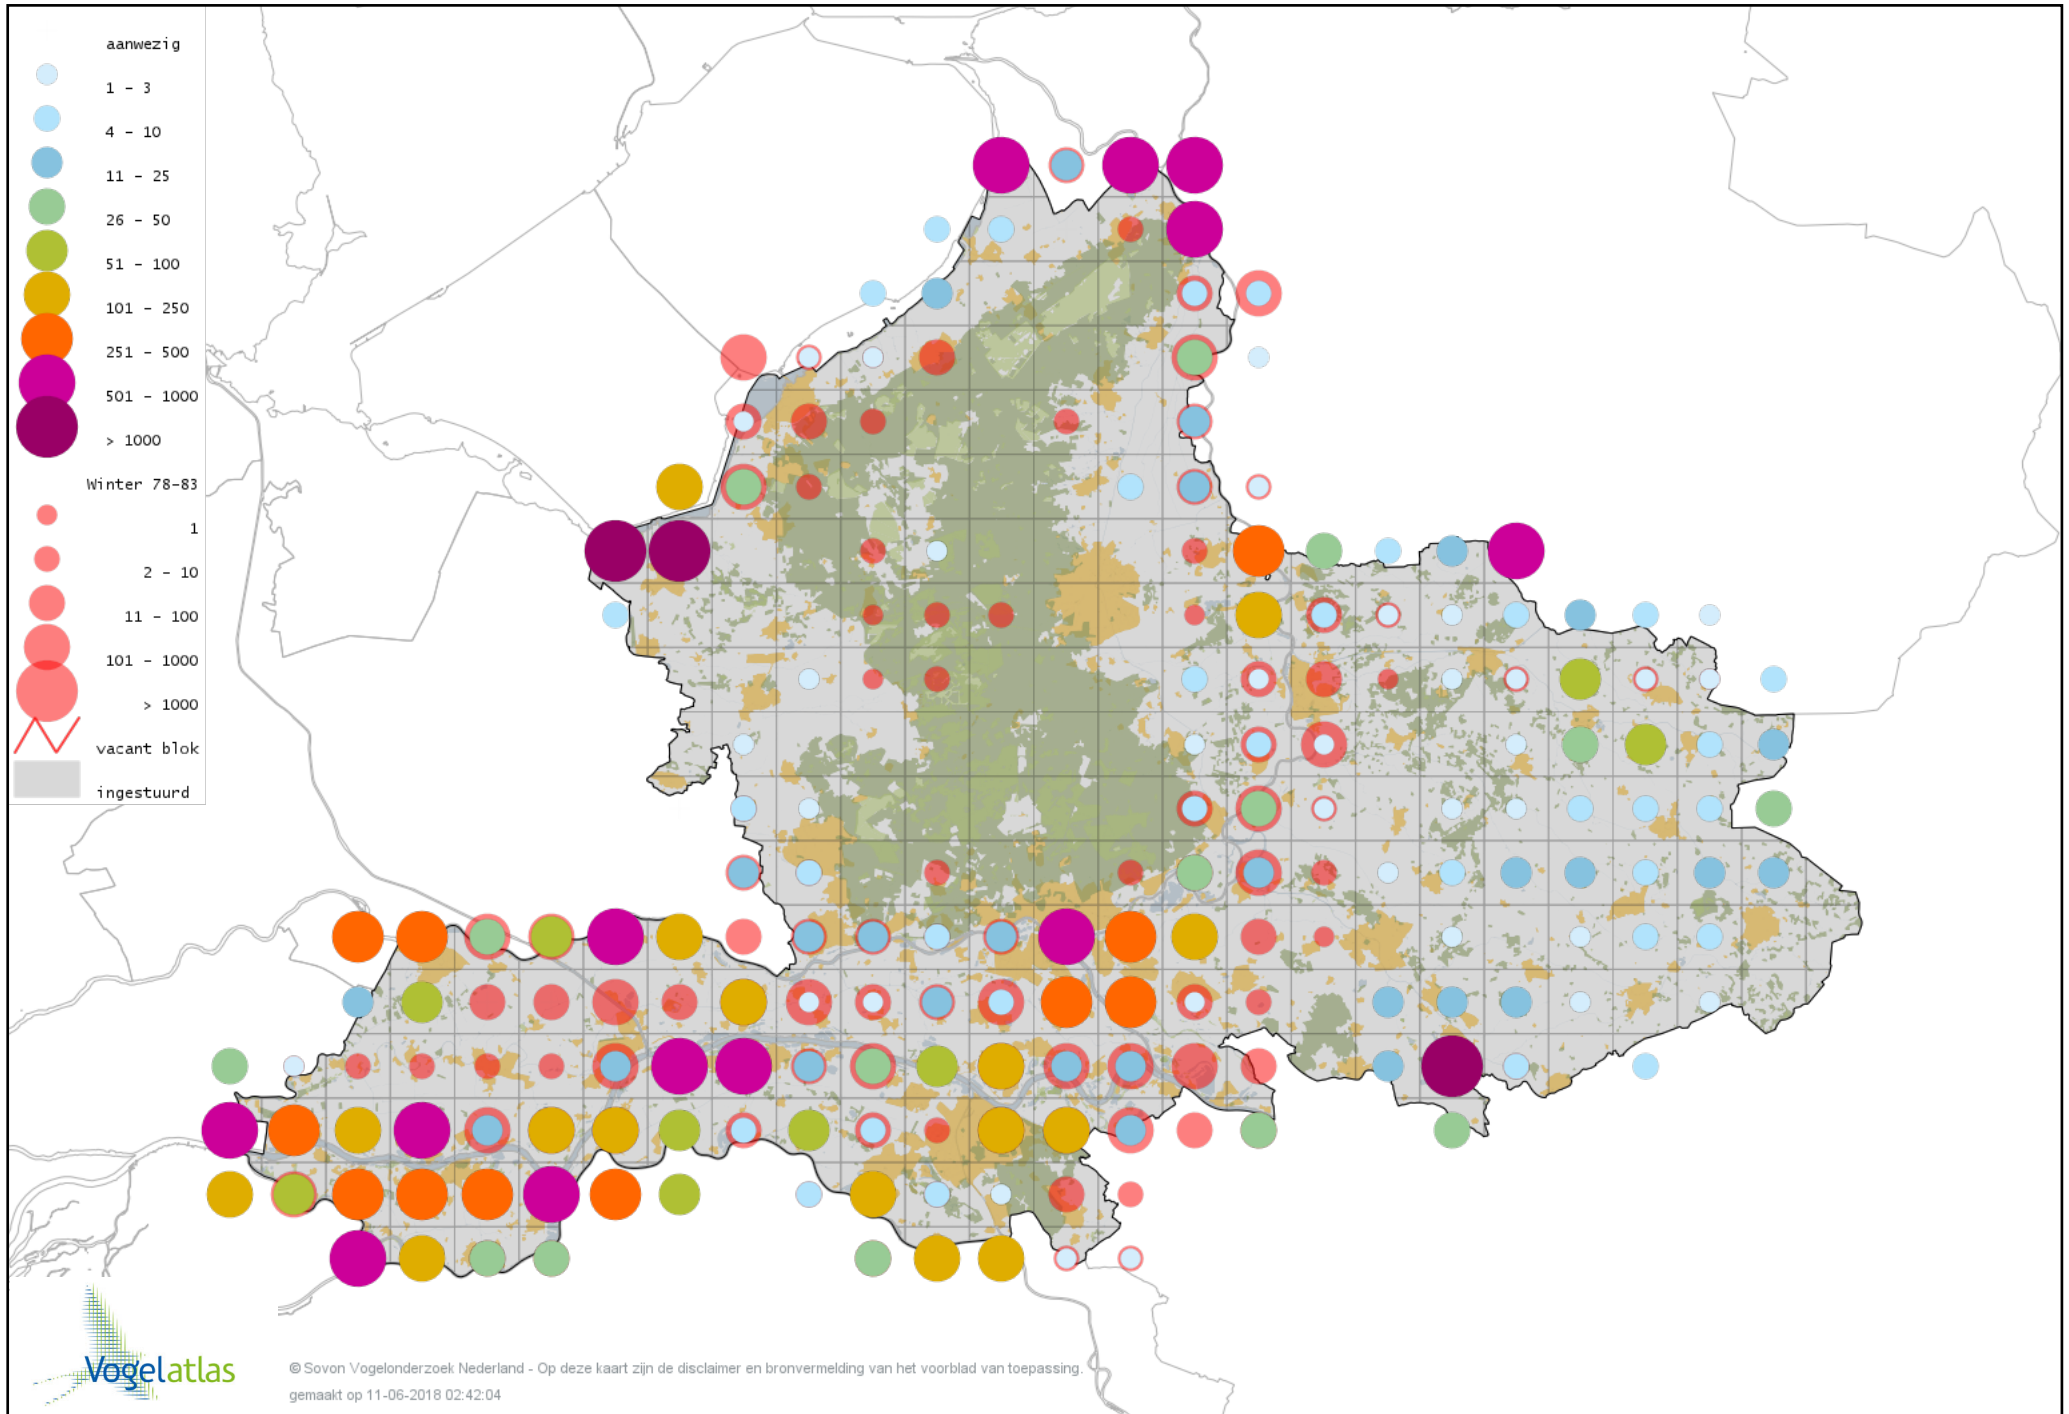 aanwezig
1 - 3
4 - 10
11 - 25
26 - 50
51 - 100
101 - 250
251 - 500
501 - 1000
> 1000
Winter 78-83
1
2 - 10
11 - 100
101 - 1000
> 1000
vacant blok
ingestuurd
Vogelatlas
© Sovon Vogelonderzoek Nederland - Op deze kaart zijn de disclaimer en bronvermelding van het voorblad van toepassing.
gemaakt op 11-06-2018 02:42:04